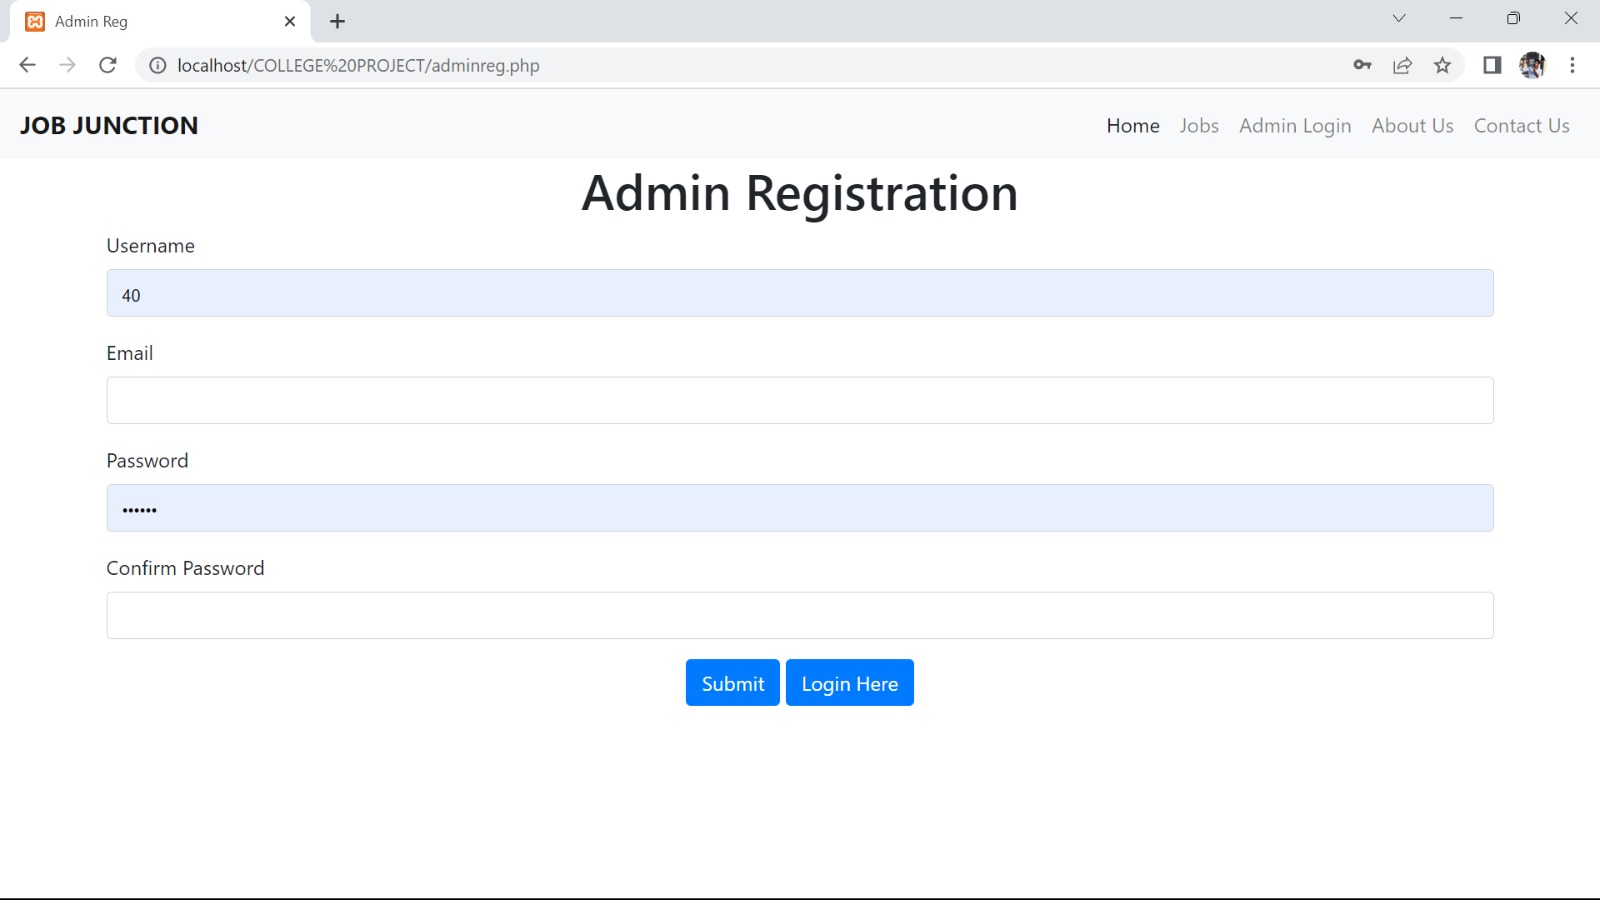 Admin Reg
localhost/COLLEGE%20PROJECT/adminreg.php
JOB JUNCTION
Home Jobs Admin Login About Us Contact Us
Admin Registration
Username
40
Email
Password
••••••
Confirm Password
Submit Login Here